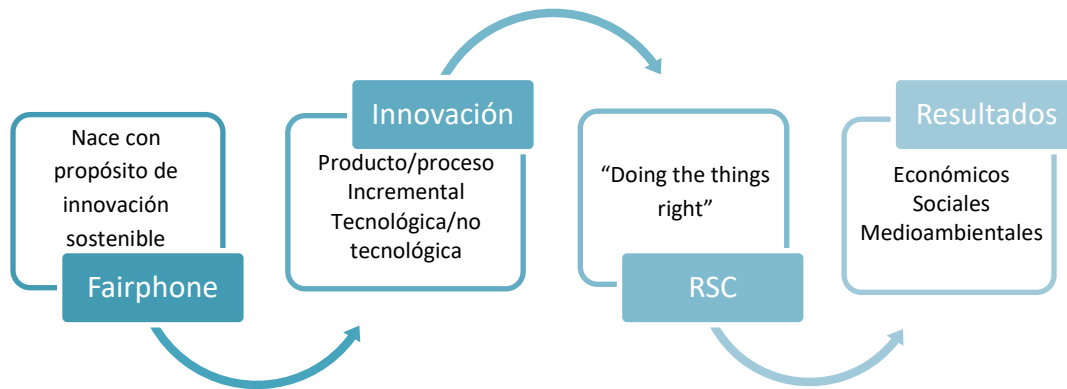 Nace con
propósito de
innovación
sostenible
Fairphone
Innovación
Producto/proceso
Incremental
Tecnológica/no
tecnológica
“Doing the things
right”
RSC
Resultados
Económicos
Sociales
Medioambientales